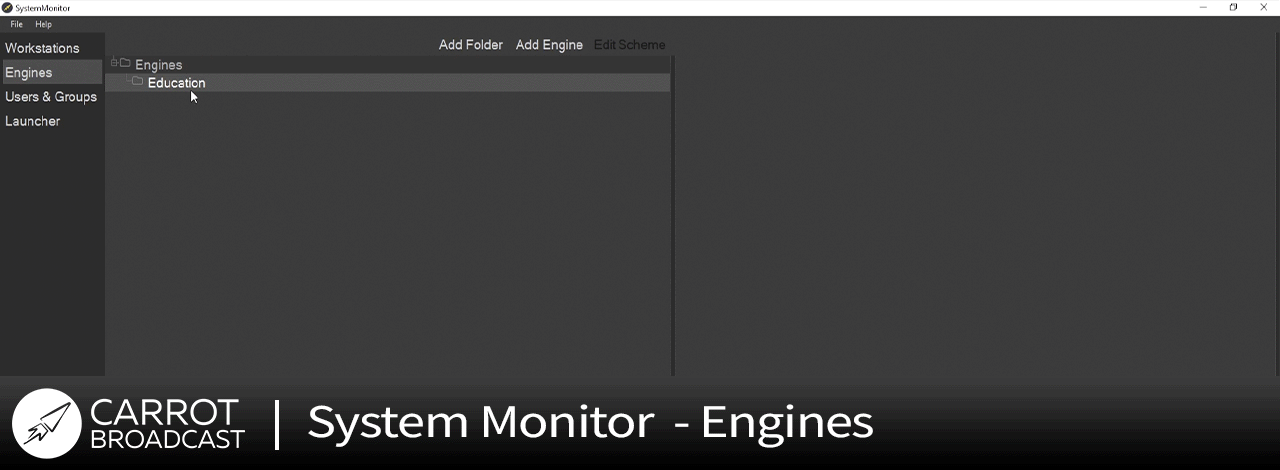 SystemMonitor
File Help
Workstations
Engines
Users & Groups
Launcher
Add Folder Add Engine Edit Scheme
Engines
Education
CARROT
BROADCAST
System Monitor - Engines